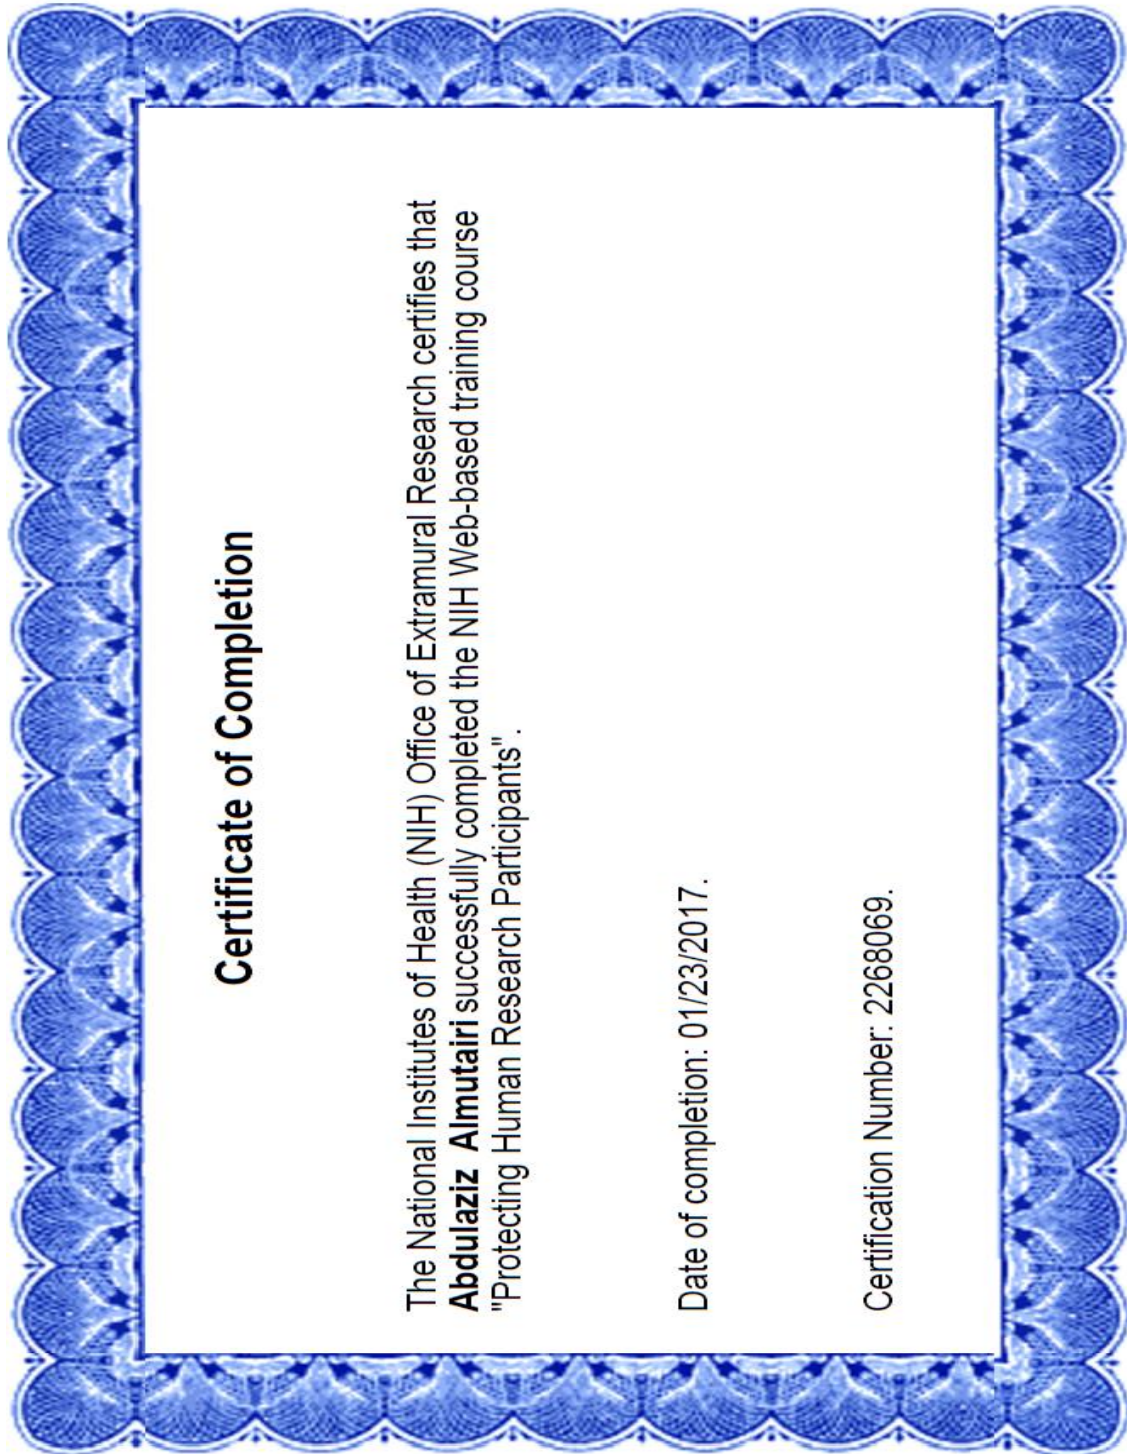 Certificate of Completion
The National Institutes of Health (NIH) Office of Extramural Research certifies that
Abdulaziz Almutairi successfully completed the NIH Web-based training course
"Protecting Human Research Participants".
Date of completion: 01/23/2017.
Certification Number: 2268069.